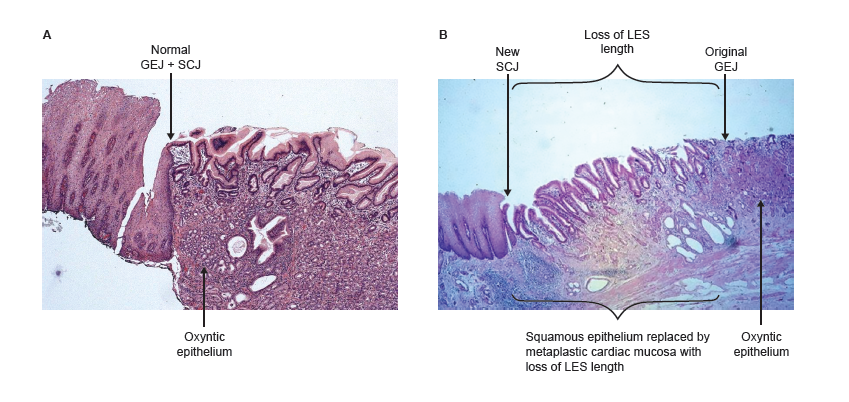 A
Normal
GEJ + SCJ
Oxyntic
epithelium
B
New
SCJ
Loss of LES
length
Original
GEJ
Squamous epithelium replaced by
metaplastic cardiac mucosa with
loss of LES length
Oxyntic
epithelium